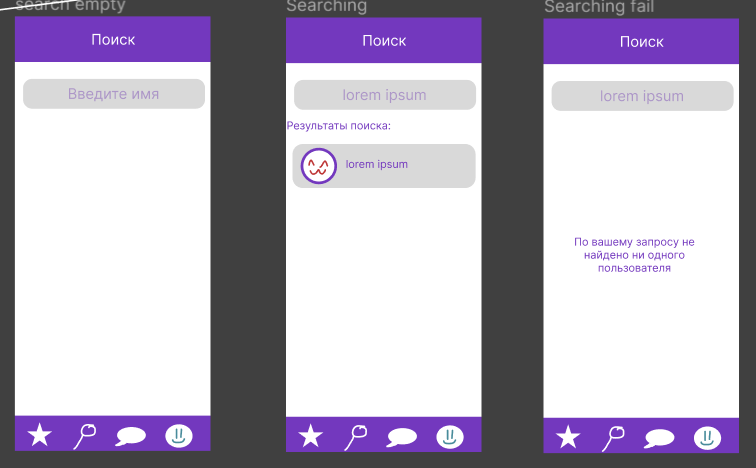 search empty
Поиск
Введите имя
Searching
Поиск
lorem ipsum
Результаты поиска:
lorem ipsum
Searching fail
Поиск
lorem ipsum
По вашему запросу не
найдено ни одного
пользователя